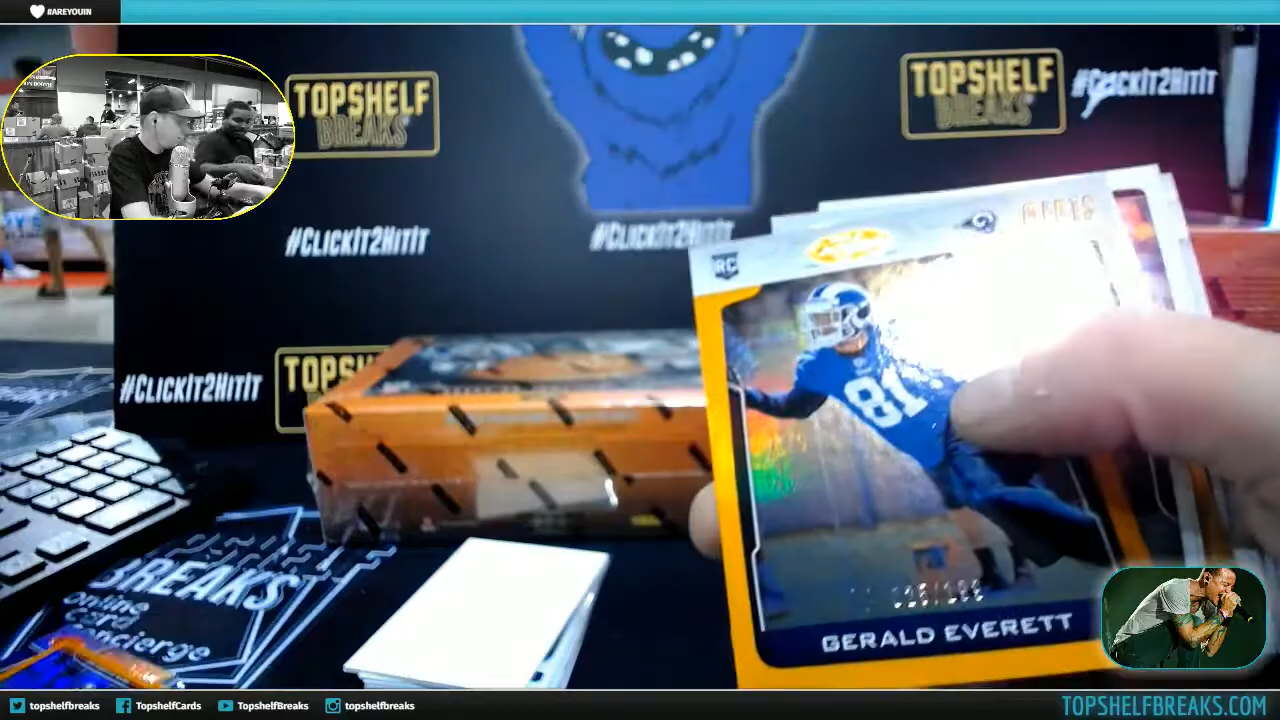 #AREYOUIN
TOPSHELF
BREAKS
TOPSHELF
BREAKS
#CLICKIT2HITIT
#CLICKIT2HITIT
#CLICKIT2HITIT
#CLICKIT2HITIT
RC
81
GERALD EVERETT
BREAKS
Online
Card
Concierge
topshelfbreaks
TopshelfCards
TopshelfBreaks
topshelfbreaks
TOPSHELFBREAKS.COM